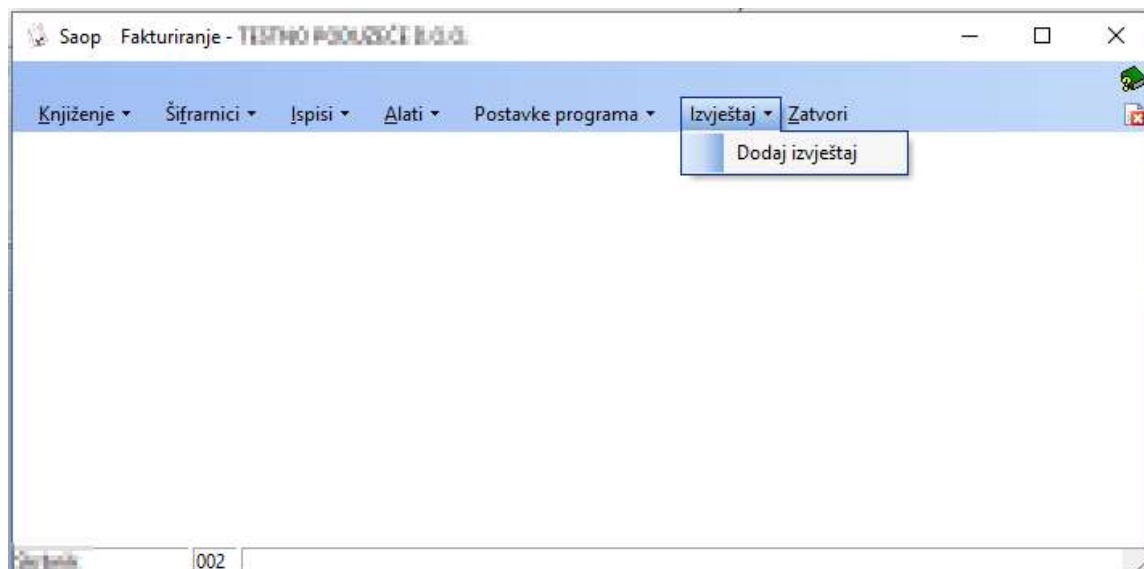 Saop Fakturiranje -
Knjiženje Šifrarnici Ispisi Alati Postavke programa Izvještaj Zatvori
Dodaj izvještaj
002